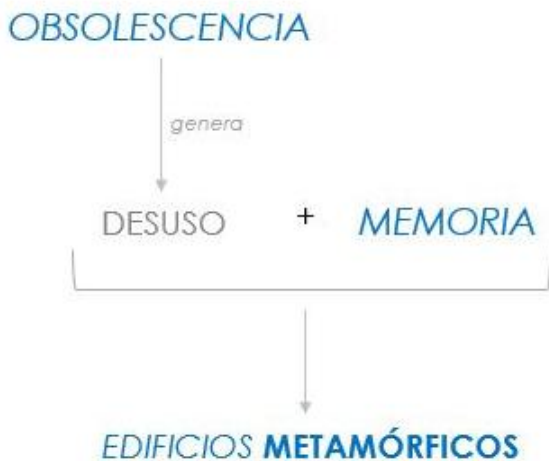 OBSOLESCENCIA
genera
DESUSO + MEMORIA
EDIFICIOS METAMÓRFICOS